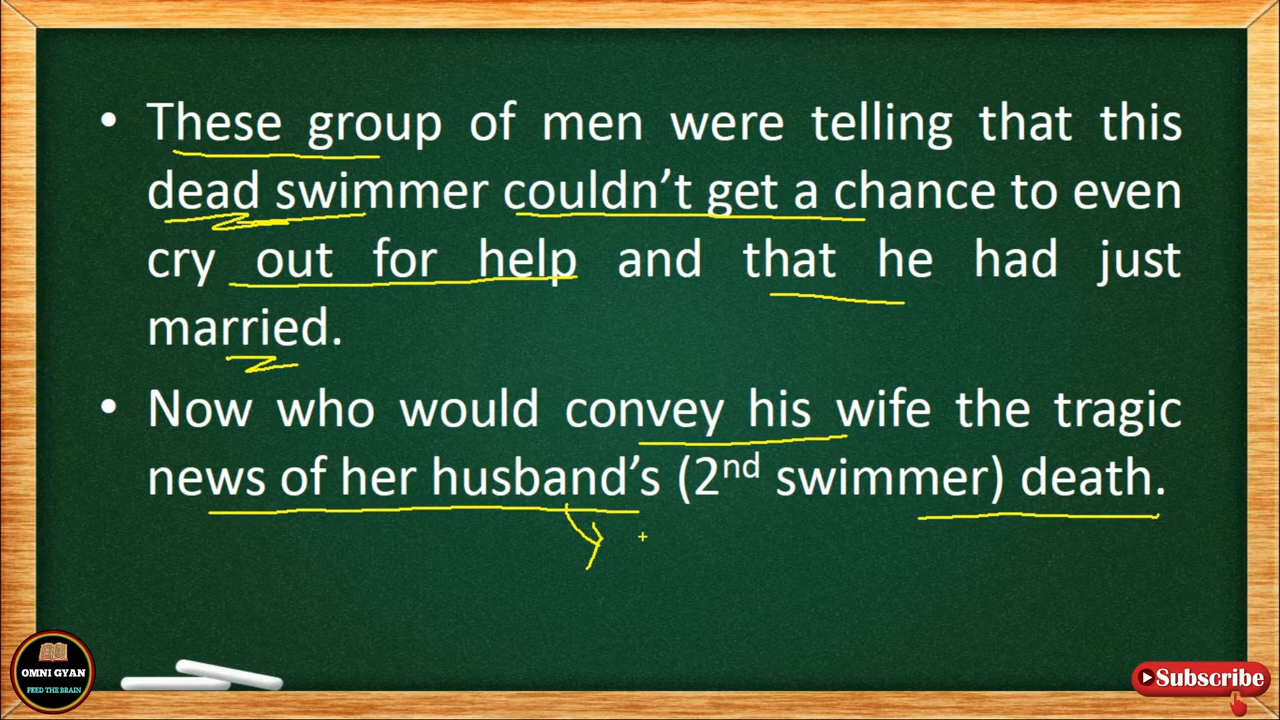 • These group of men were telling that this
dead swimmer couldn't get a chance to even
cry out for help and that he had just
married.
• Now who would convey his wife the tragic
news of her husband's (2nd swimmer) death.
OMNI GYAN
FEED THE BRAIN
Subscribe